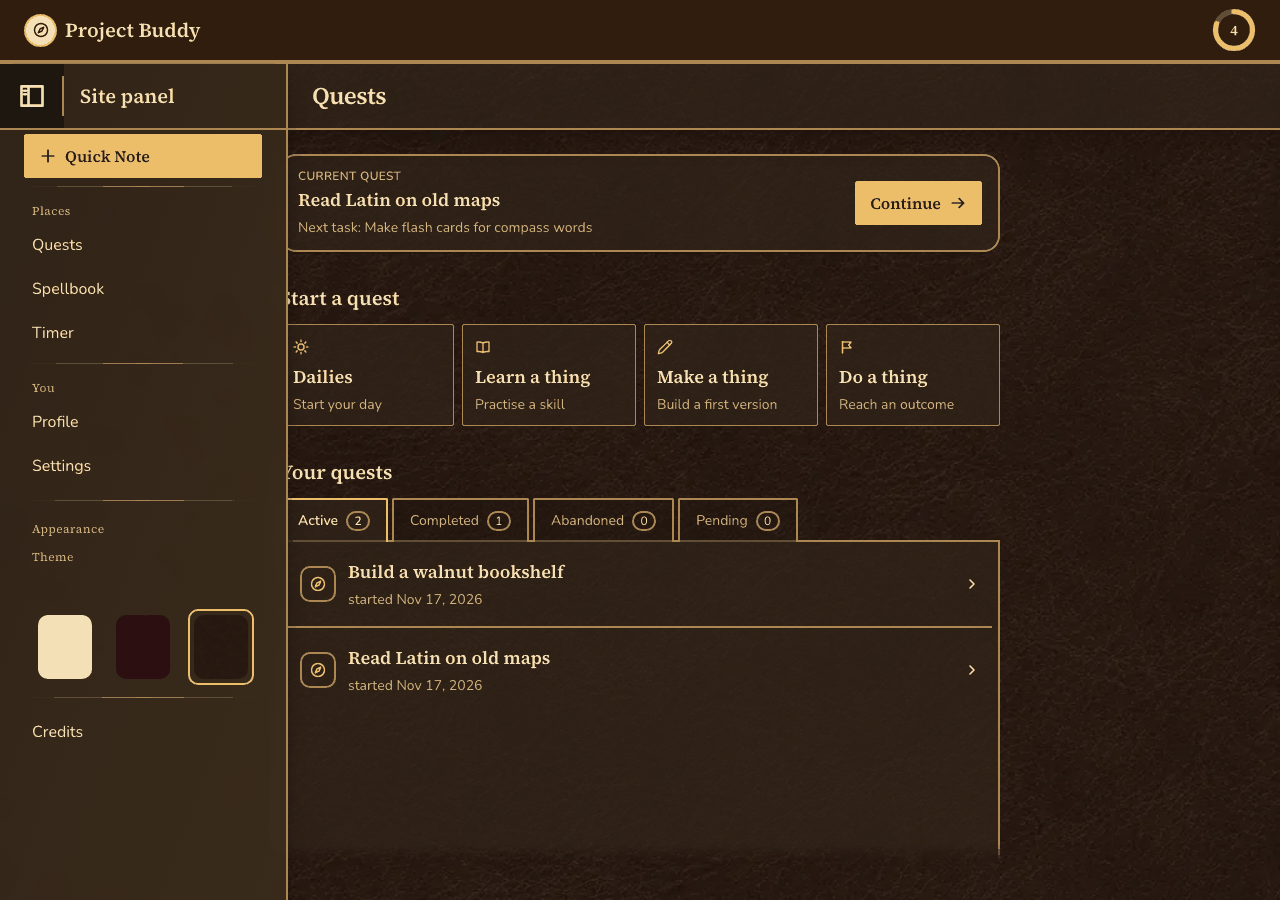 Project Buddy
4
Site panel
Quests
Quick Note
Places
Quests
Spellbook
Timer
You
Profile
Settings
Appearance
Theme
Credits
CURRENT QUEST
Read Latin on old maps
Next task: Make flash cards for compass words
Continue
Start a quest
Dailies
Start your day
Learn a thing
Practise a skill
Make a thing
Build a first version
Do a thing
Reach an outcome
Your quests
Active 2
Completed 1
Abandoned 0
Pending 0
Build a walnut bookshelf
started Nov 17, 2026
Read Latin on old maps
started Nov 17, 2026